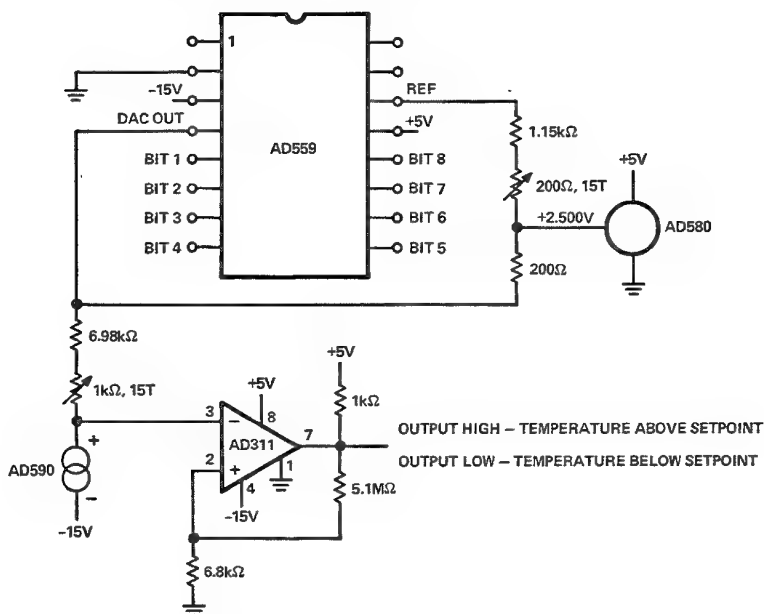 1
-15V
REF
DAC OUT
+5V
1.15kΩ
AD559
BIT 1
BIT 8
+5V
BIT 2
BIT 7
200Ω, 15T
BIT 3
BIT 6
+2.500V
AD580
BIT 4
BIT 5
200Ω
6.98kΩ
+5V
1kΩ, 15T
+5V
1kΩ
3
-
8
OUTPUT HIGH – TEMPERATURE ABOVE SETPOINT
+
AD311
7
AD590
2
+
1
OUTPUT LOW – TEMPERATURE BELOW SETPOINT
-
4
5.1MΩ
-15V
-15V
6.8kΩ